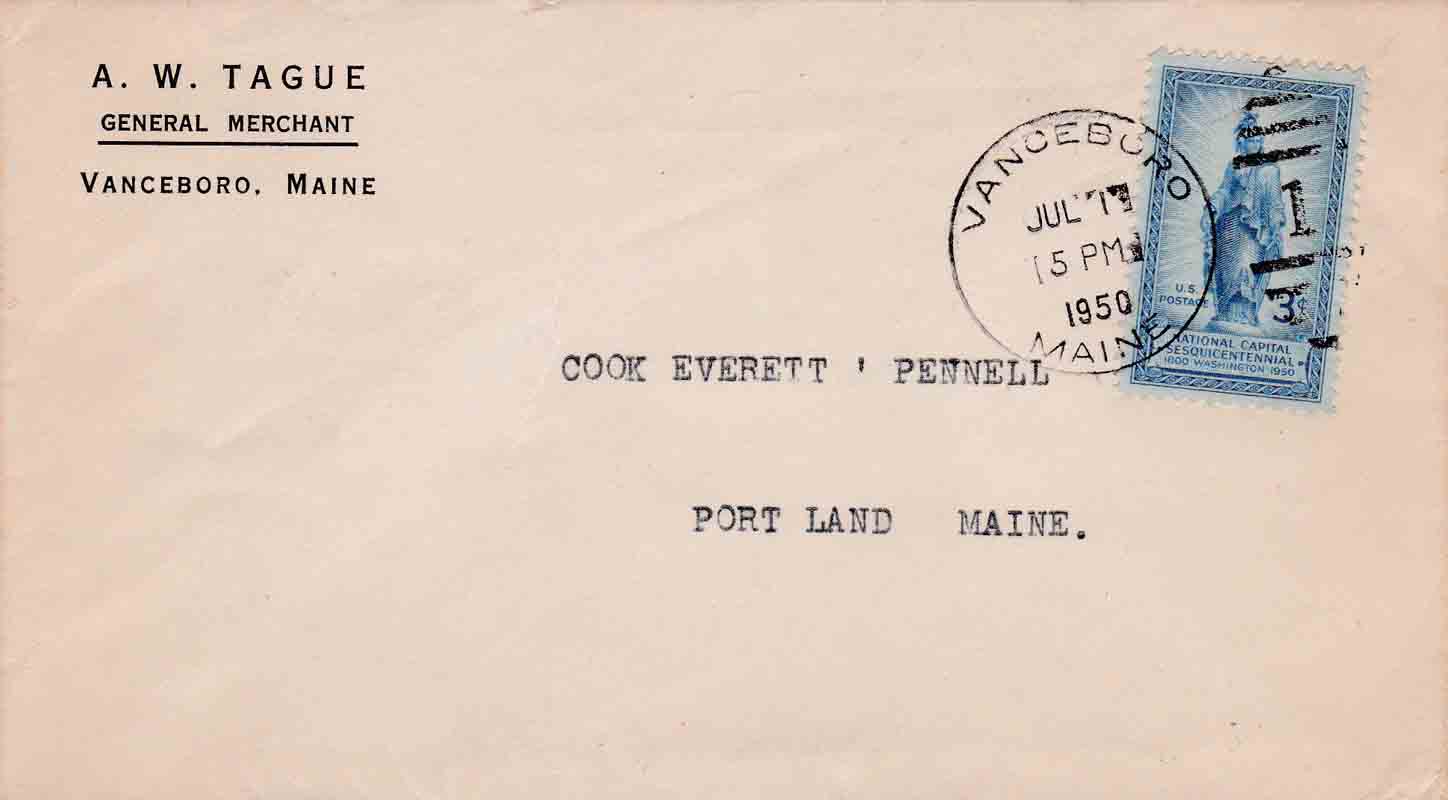 A. W. TAGUE
GENERAL MERCHANT
VANCEBORO, MAINE
VANCEBORO
JUL
5 PM
1950
MAINE
1
U.S.
POSTAGE
3¢
NATIONAL CAPITAL
SESQUICENTENNIAL
1800 WASHINGTON 1950
COOK EVERETT ' PENNELL
PORT LAND MAINE.